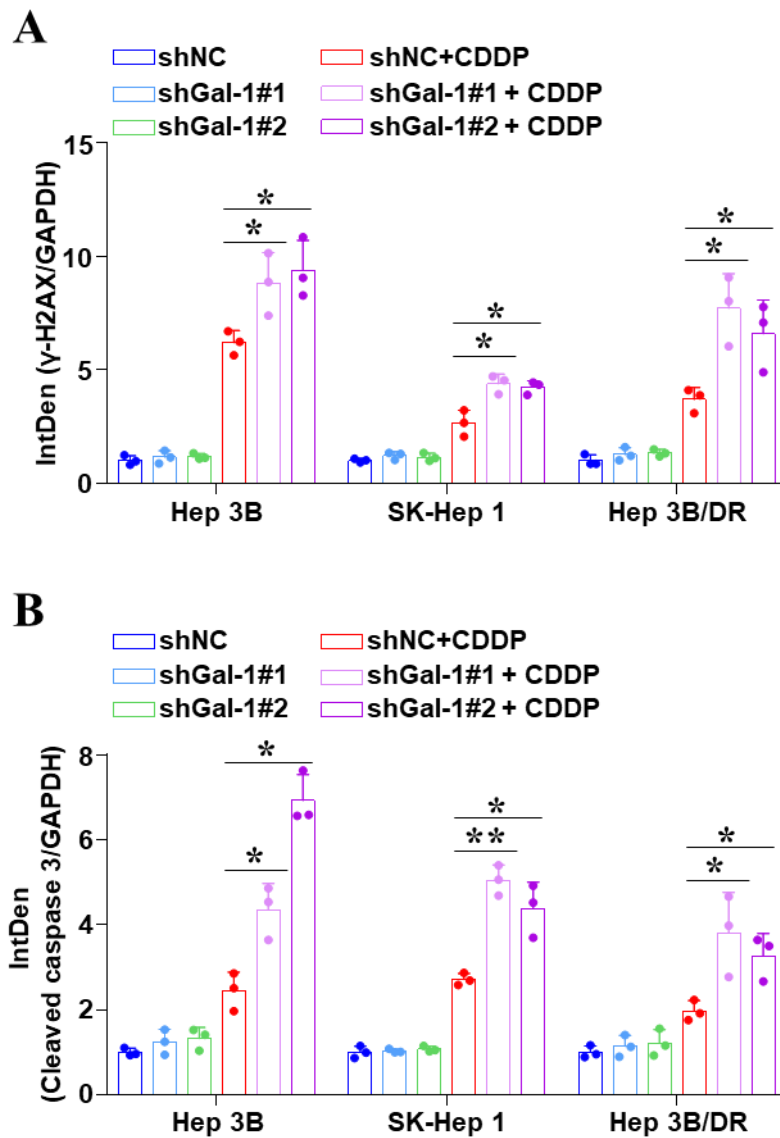 A
shNC
shNC+CDDP
shGal-1#1
shGal-1#1 + CDDP
shGal-1#2
shGal-1#2 + CDDP
IntDen (γ-H2AX/GAPDH)
15
10
5
0
* * * * * *
Hep 3B SK-Hep 1 Hep 3B/DR
B
shNC
shNC+CDDP
shGal-1#1
shGal-1#1 + CDDP
shGal-1#2
shGal-1#2 + CDDP
IntDen
(Cleaved caspase 3/GAPDH)
8
6
4
2
0
* * * ** * *
Hep 3B SK-Hep 1 Hep 3B/DR